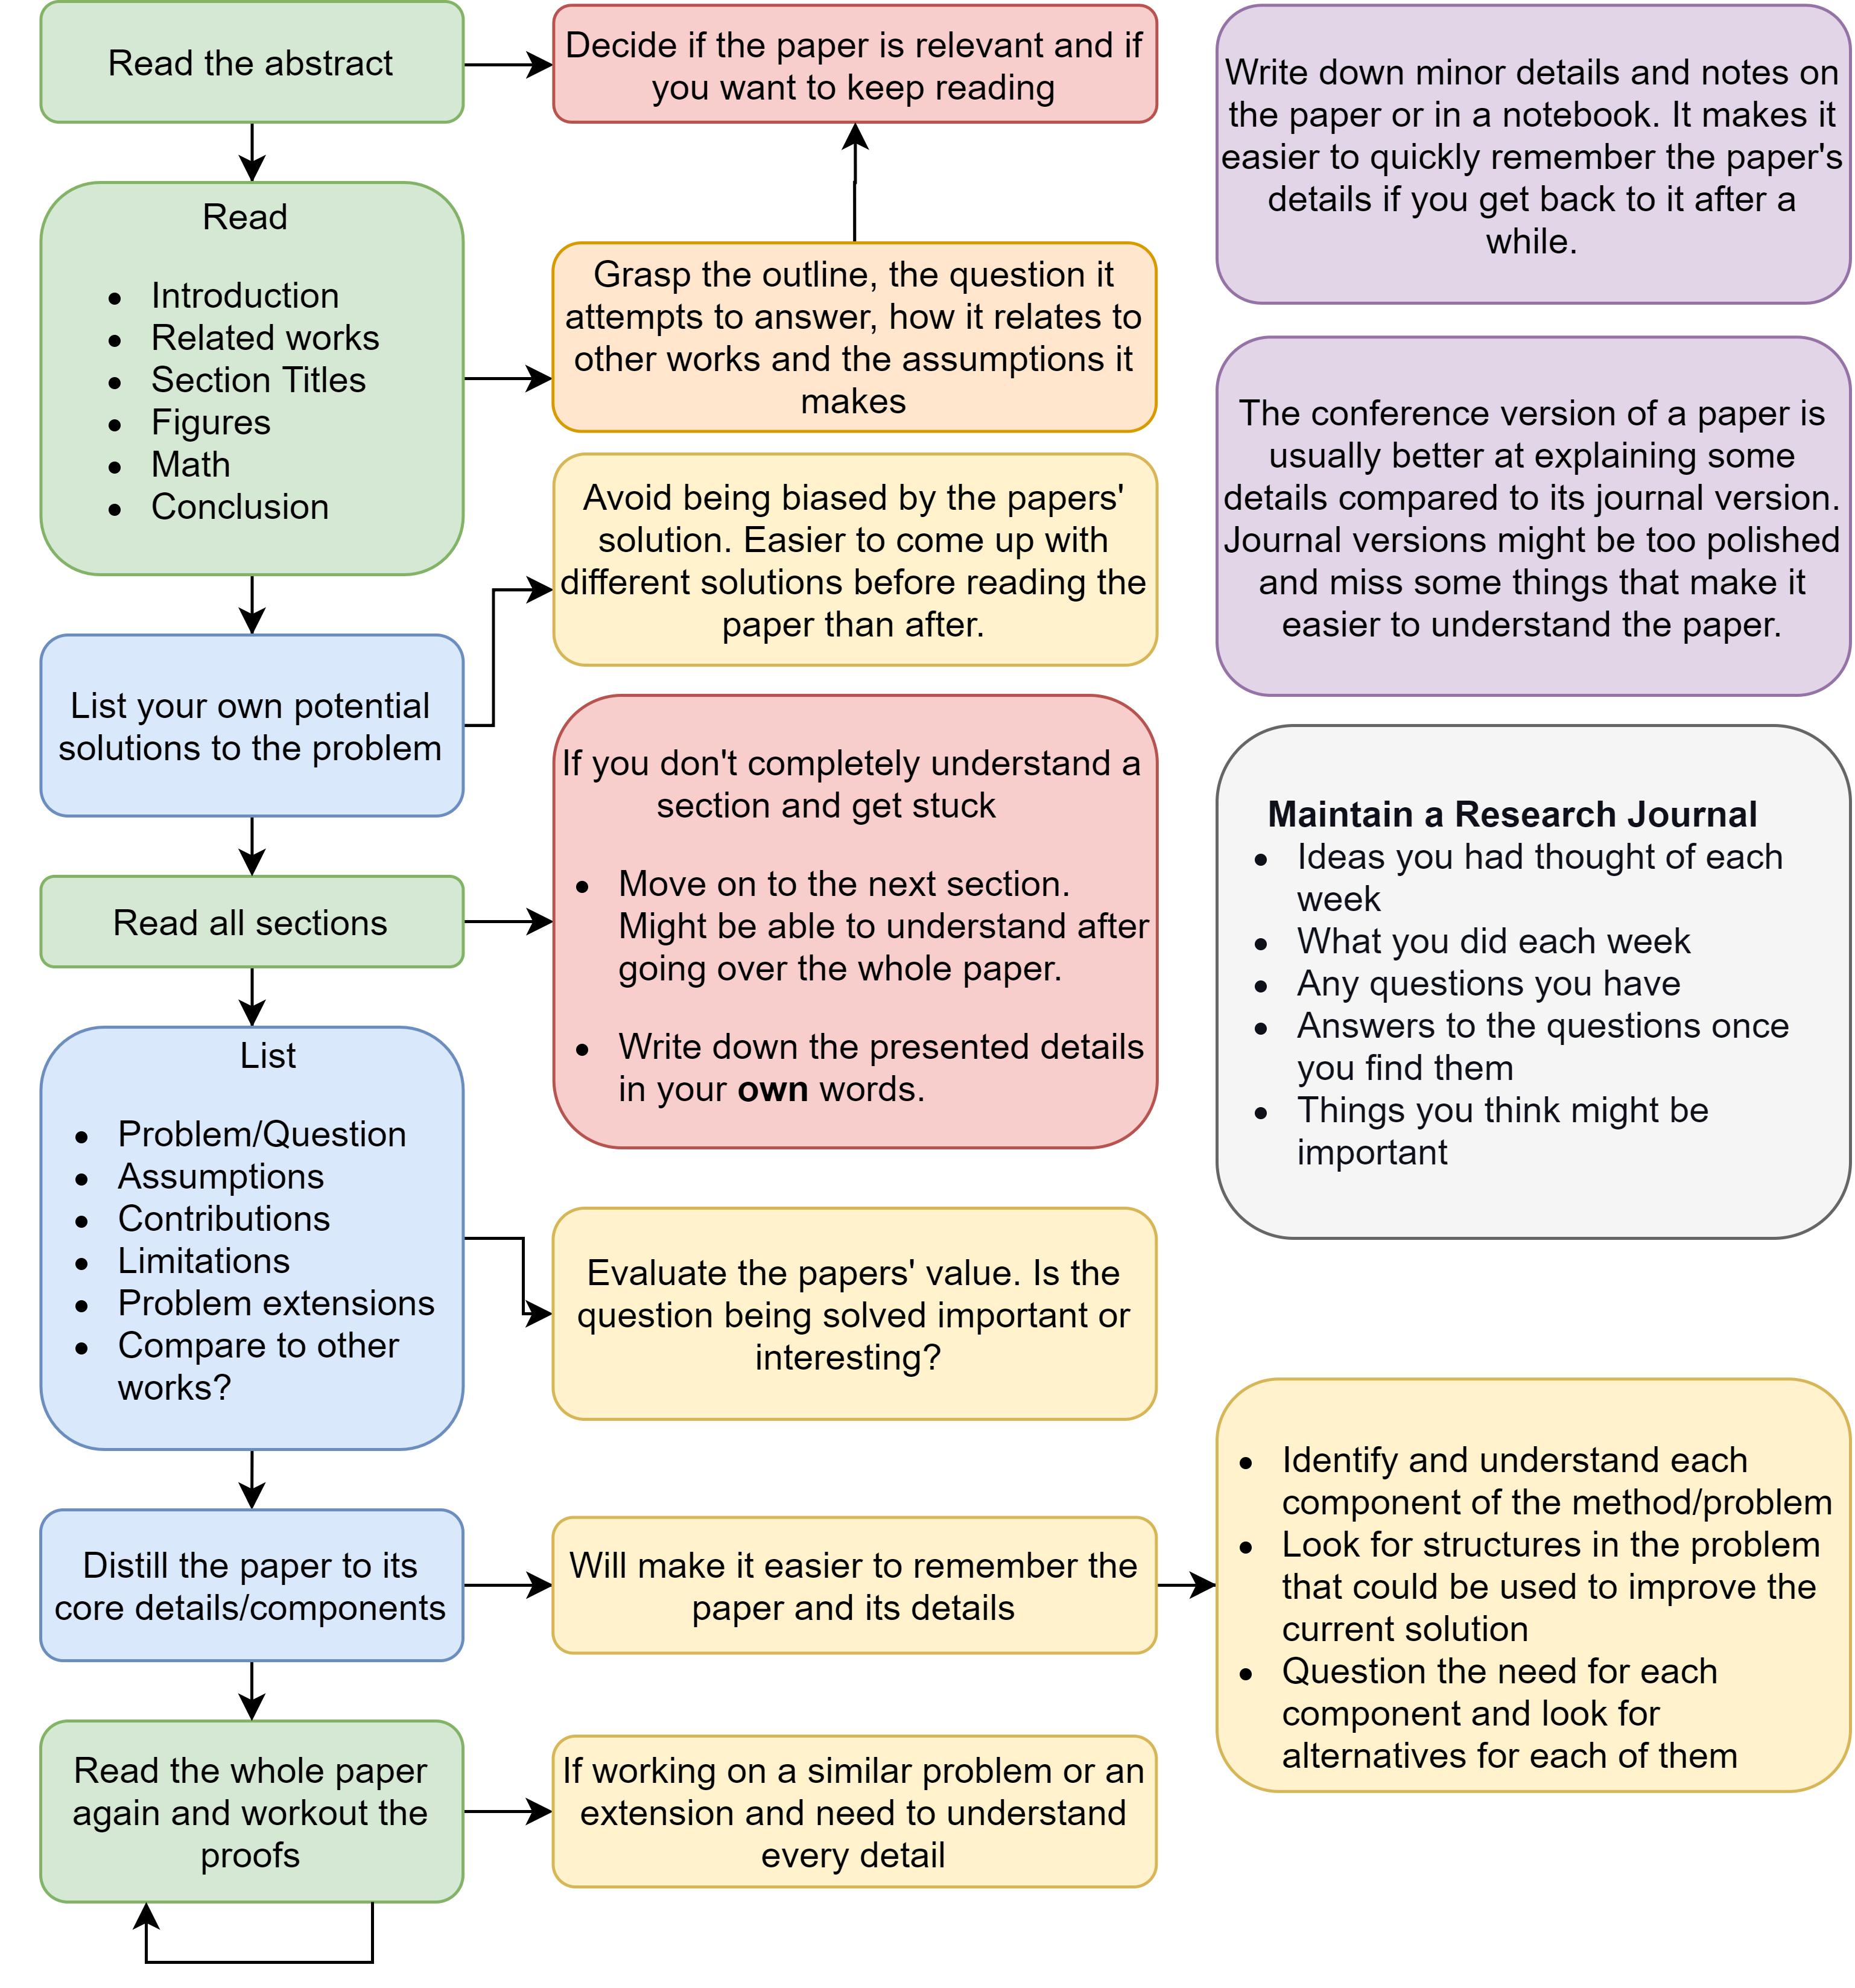 Read the abstract
Decide if the paper is relevant and if
you want to keep reading
Write down minor details and notes on
the paper or in a notebook. It makes it
easier to quickly remember the paper's
details if you get back to it after a
while.
Read
• Introduction
• Related works
• Section Titles
• Figures
• Math
• Conclusion
Grasp the outline, the question it
attempts to answer, how it relates to
other works and the assumptions it
makes
The conference version of a paper is
usually better at explaining some
details compared to its journal version.
Journal versions might be too polished
and miss some things that make it
easier to understand the paper.
Avoid being biased by the papers'
solution. Easier to come up with
different solutions before reading the
paper than after.
List your own potential
solutions to the problem
If you don't completely understand a
section and get stuck
• Move on to the next section.
Might be able to understand after
going over the whole paper.
• Write down the presented details
in your own words.
Maintain a Research Journal
• Ideas you had thought of each
week
• What you did each week
• Any questions you have
• Answers to the questions once
you find them
• Things you think might be
important
Read all sections
List
• Problem/Question
• Assumptions
• Contributions
• Limitations
• Problem extensions
• Compare to other
works?
Evaluate the papers' value. Is the
question being solved important or
interesting?
Distill the paper to its
core details/components
Will make it easier to remember the
paper and its details
• Identify and understand each
component of the method/problem
• Look for structures in the problem
that could be used to improve the
current solution
• Question the need for each
component and look for
alternatives for each of them
Read the whole paper
again and workout the
proofs
If working on a similar problem or an
extension and need to understand
every detail